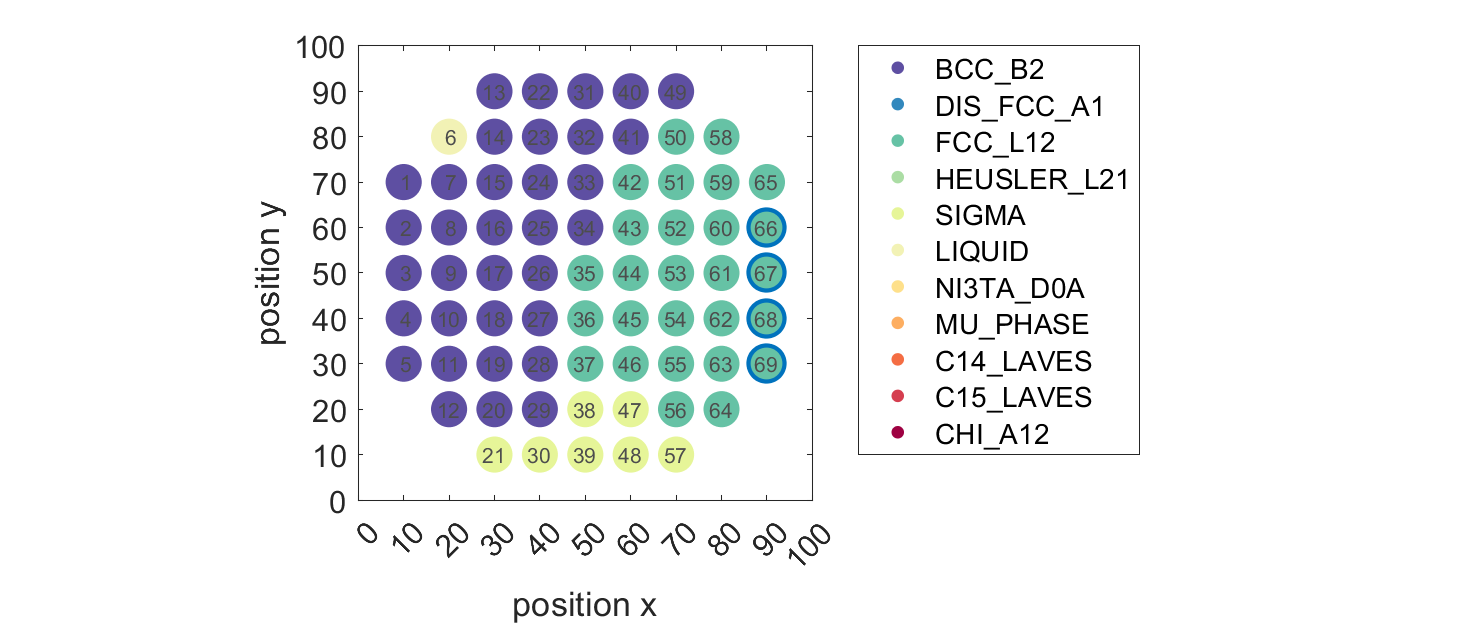 100
90
80
70
60
50
40
30
20
10
0
position y
13 22 31 40 49
6 14 23 32 41 50 58
1 7 15 24 33 42 51 59 65
2 8 16 25 34 43 52 60 66
3 9 17 26 35 44 53 61 67
4 10 18 27 36 45 54 62 68
5 11 19 28 37 46 55 63 69
12 20 29 38 47 56 64
21 30 39 48 57
0 10 20 30 40 50 60 70 80 90 100
position x
BCC_B2
DIS_FCC_A1
FCC_L12
HEUSLER_L21
SIGMA
LIQUID
NI3TA_D0A
MU_PHASE
C14_LAVES
C15_LAVES
CHI_A12